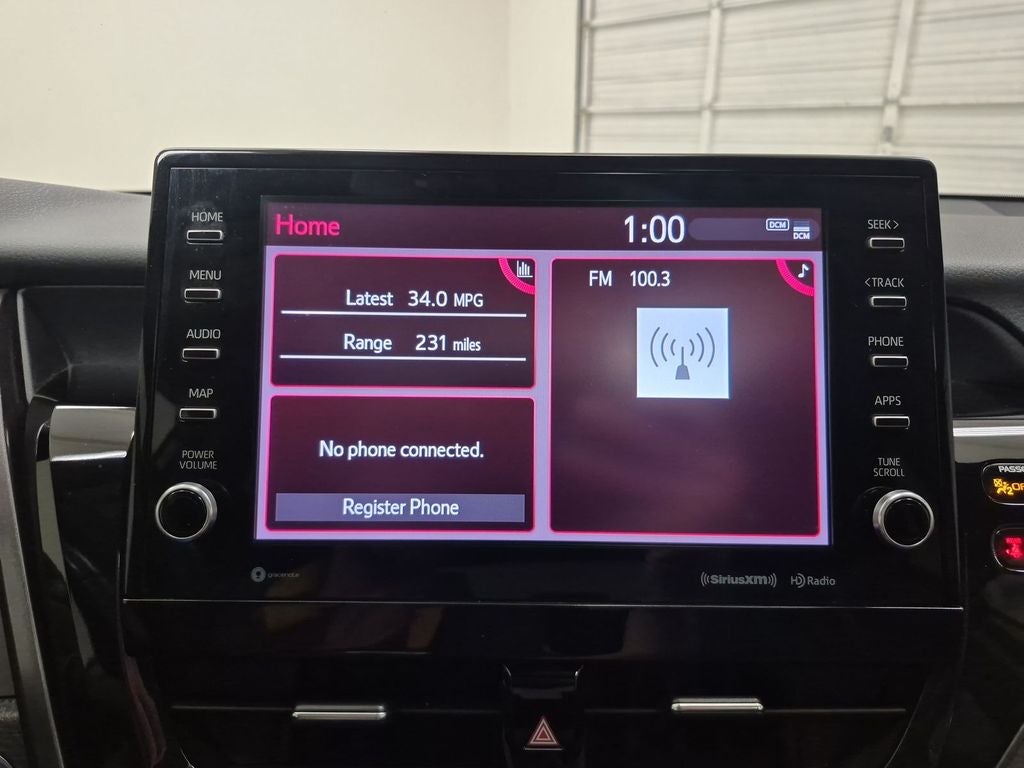 HOME
MENU
AUDIO
MAP
POWER
VOLUME
Home
1:00
DCM
DCM
Latest 34.0 MPG
Range 231 miles
No phone connected.
Register Phone
FM 100.3
SEEK >
< TRACK
PHONE
APPS
TUNE
SCROLL
gracenote
((SiriusXM))
HD Radio